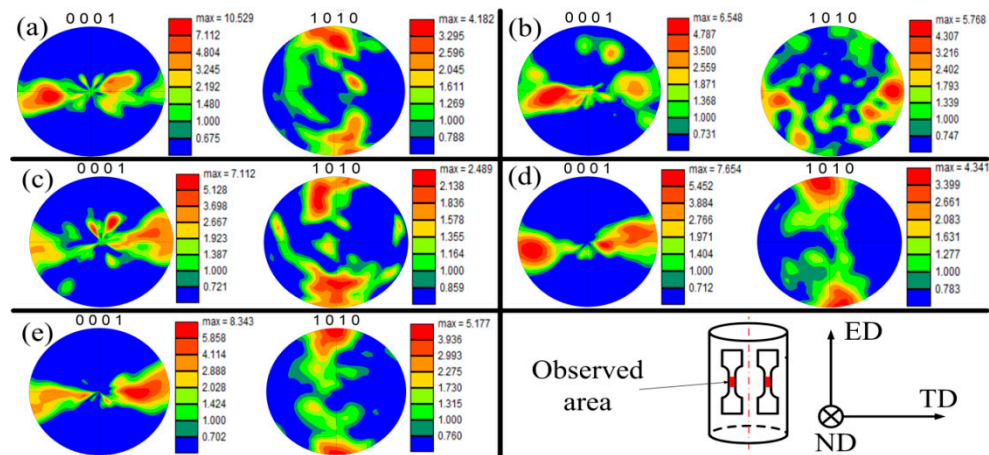 (a)
0 0 0 1
max = 10.529
7.112
4.804
3.245
2.192
1.480
1.000
0.675
1 0 1 0
max = 4.182
3.295
2.596
2.045
1.611
1.269
1.000
0.788
(b)
0 0 0 1
max = 6.548
4.787
3.500
2.559
1.871
1.368
1.000
0.731
1 0 1 0
max = 5.768
4.307
3.216
2.402
1.793
1.339
1.000
0.747
(c)
0 0 0 1
max = 7.112
5.128
3.698
2.667
1.923
1.387
1.000
0.721
1 0 1 0
max = 2.489
2.138
1.836
1.578
1.355
1.164
1.000
0.859
(d)
0 0 0 1
max = 7.654
5.452
3.884
2.766
1.971
1.404
1.000
0.712
1 0 1 0
max = 4.341
3.399
2.661
2.083
1.631
1.277
1.000
0.783
(e)
0 0 0 1
max = 8.343
5.858
4.114
2.888
2.028
1.424
1.000
0.702
1 0 1 0
max = 5.177
3.936
2.993
2.275
1.730
1.315
1.000
0.760
Observed
area
ED
TD
ND